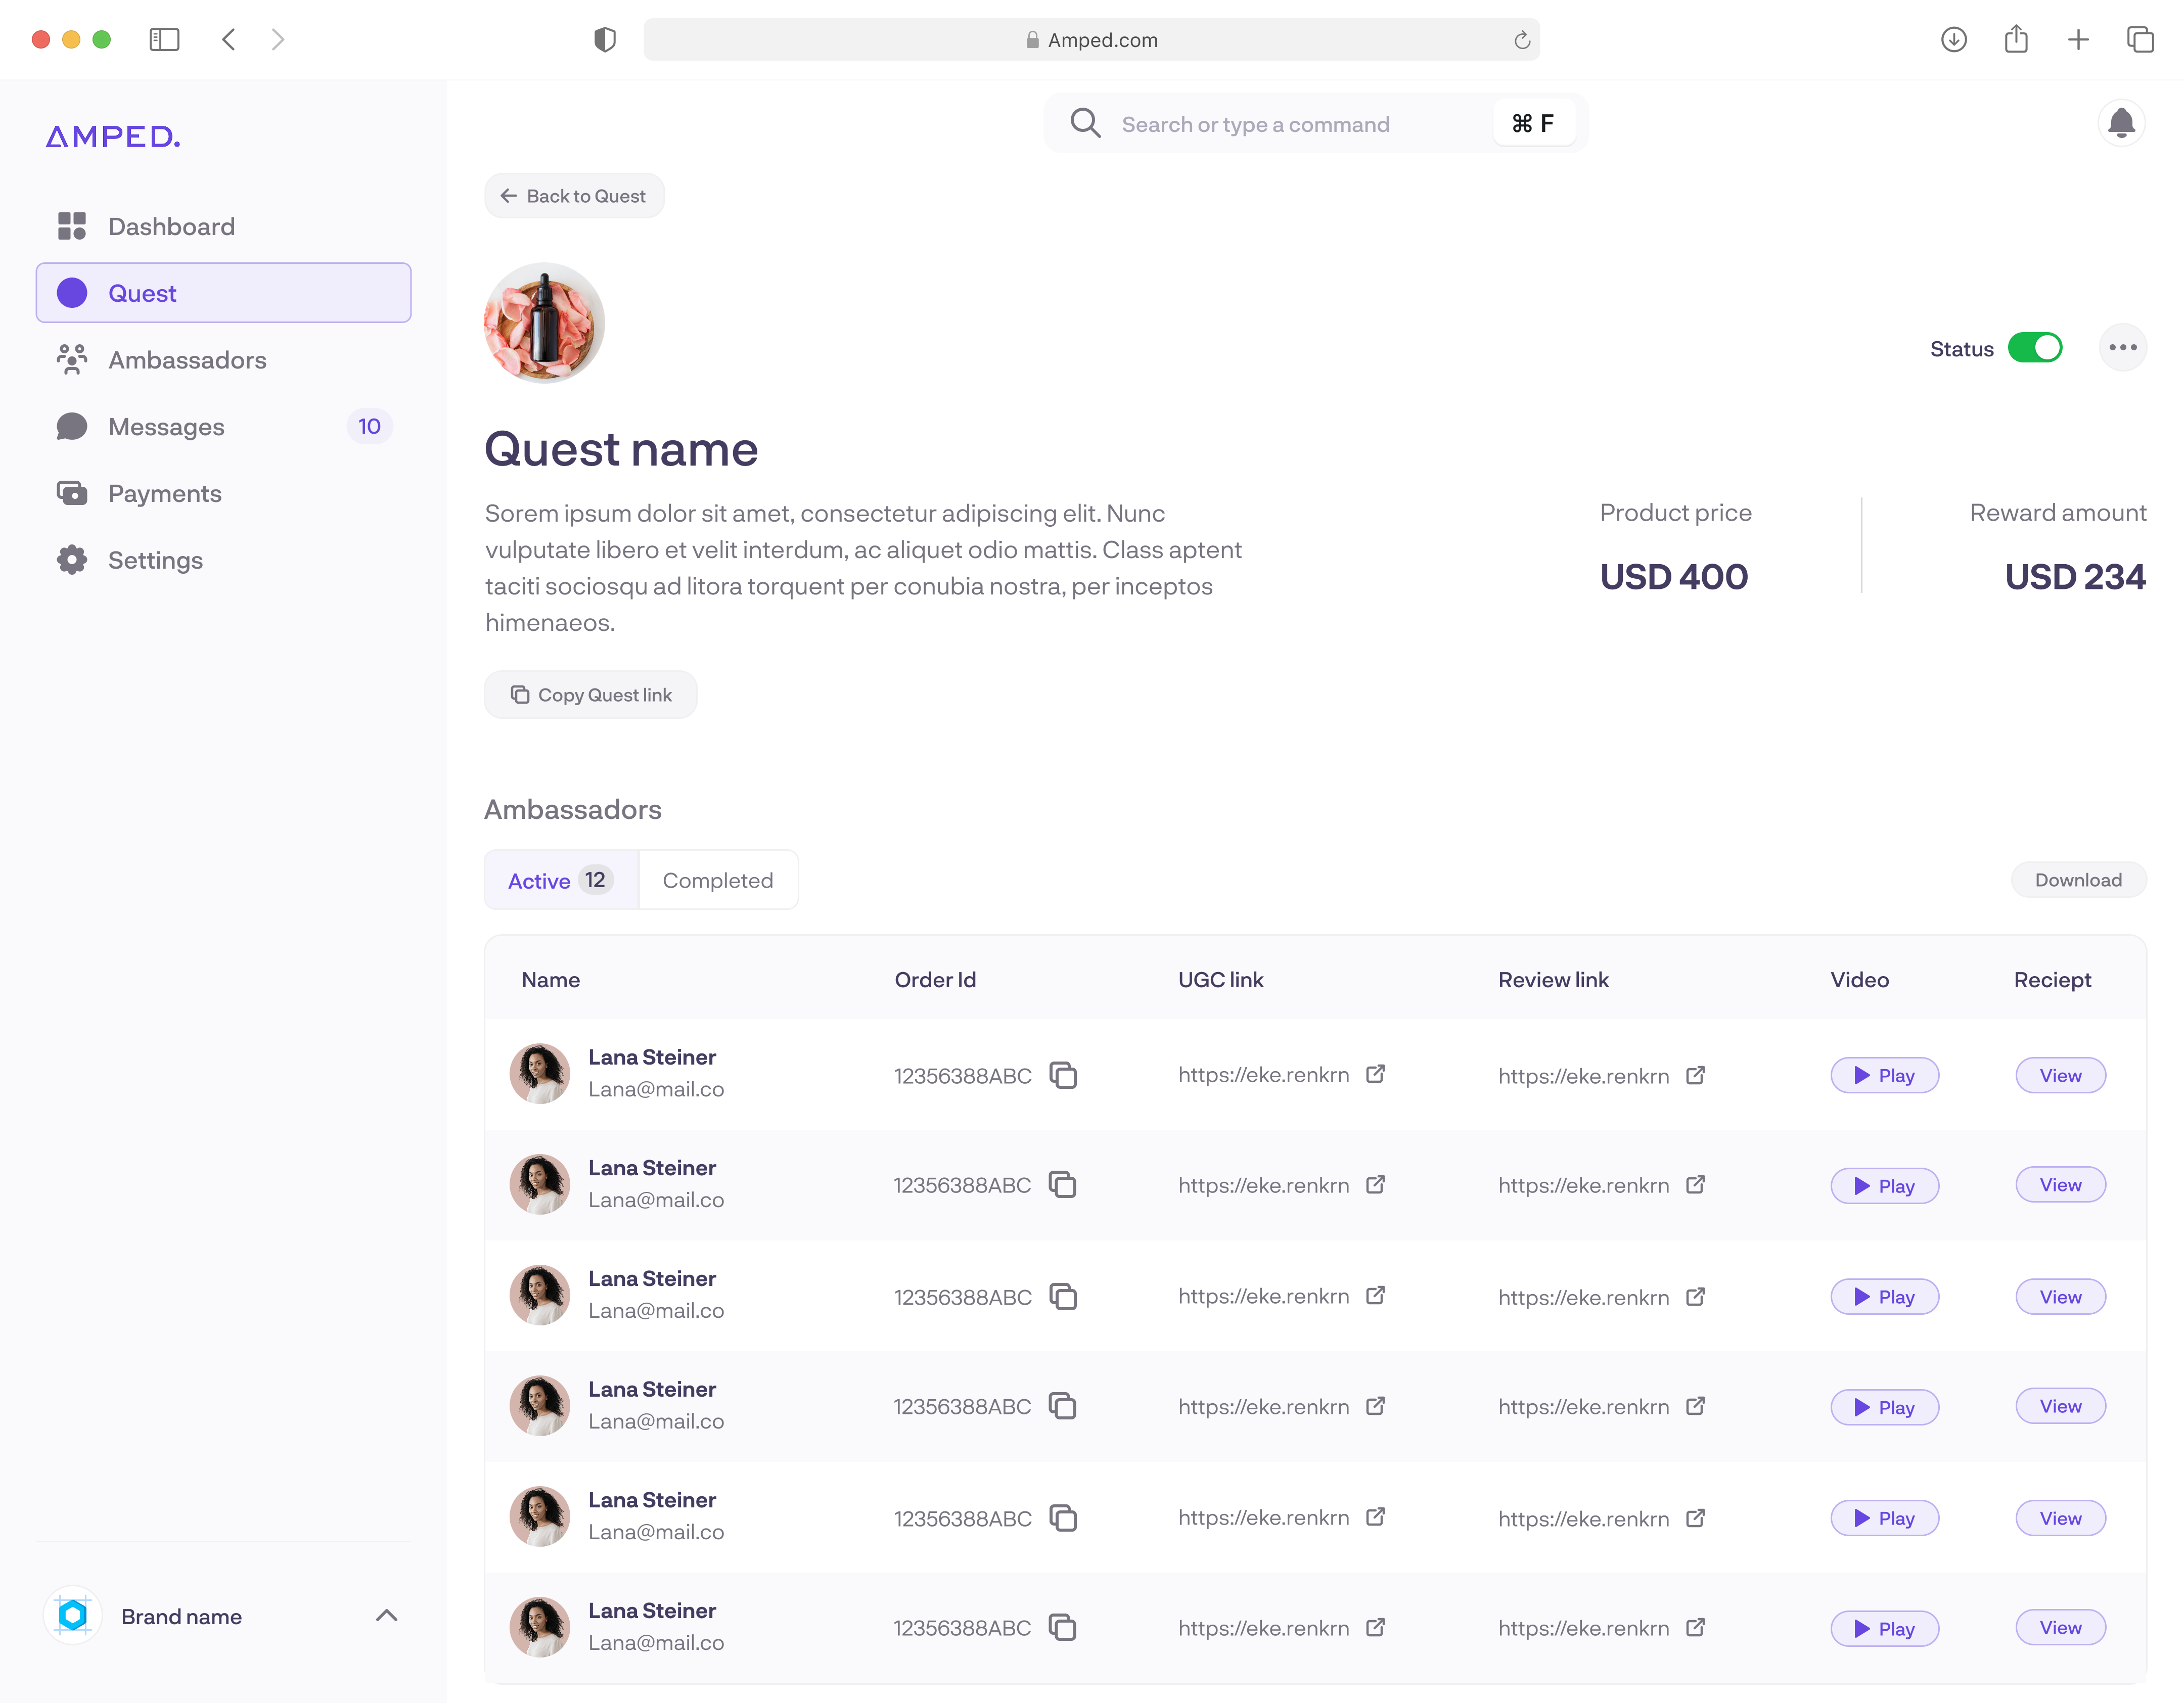 Amped.com
AMPED.
Search or type a command
⌘ F
Dashboard
Quest
Ambassadors
Messages
10
Payments
Settings
Brand name
Back to Quest
Status
Quest name
Sorem ipsum dolor sit amet, consectetur adipiscing elit. Nunc
vulputate libero et velit interdum, ac aliquet odio mattis. Class aptent
taciti sociosqu ad litora torquent per conubia nostra, per inceptos
himenaeos.
Product price
USD 400
Reward amount
USD 234
Copy Quest link
Ambassadors
Active 12
Completed
Download
Name Order Id UGC link Review link Video Reciept
Lana Steiner
Lana@mail.co
12356388ABC https://eke.renkrn https://eke.renkrn Play View
Lana Steiner
Lana@mail.co
12356388ABC https://eke.renkrn https://eke.renkrn Play View
Lana Steiner
Lana@mail.co
12356388ABC https://eke.renkrn https://eke.renkrn Play View
Lana Steiner
Lana@mail.co
12356388ABC https://eke.renkrn https://eke.renkrn Play View
Lana Steiner
Lana@mail.co
12356388ABC https://eke.renkrn https://eke.renkrn Play View
Lana Steiner
Lana@mail.co
12356388ABC https://eke.renkrn https://eke.renkrn Play View